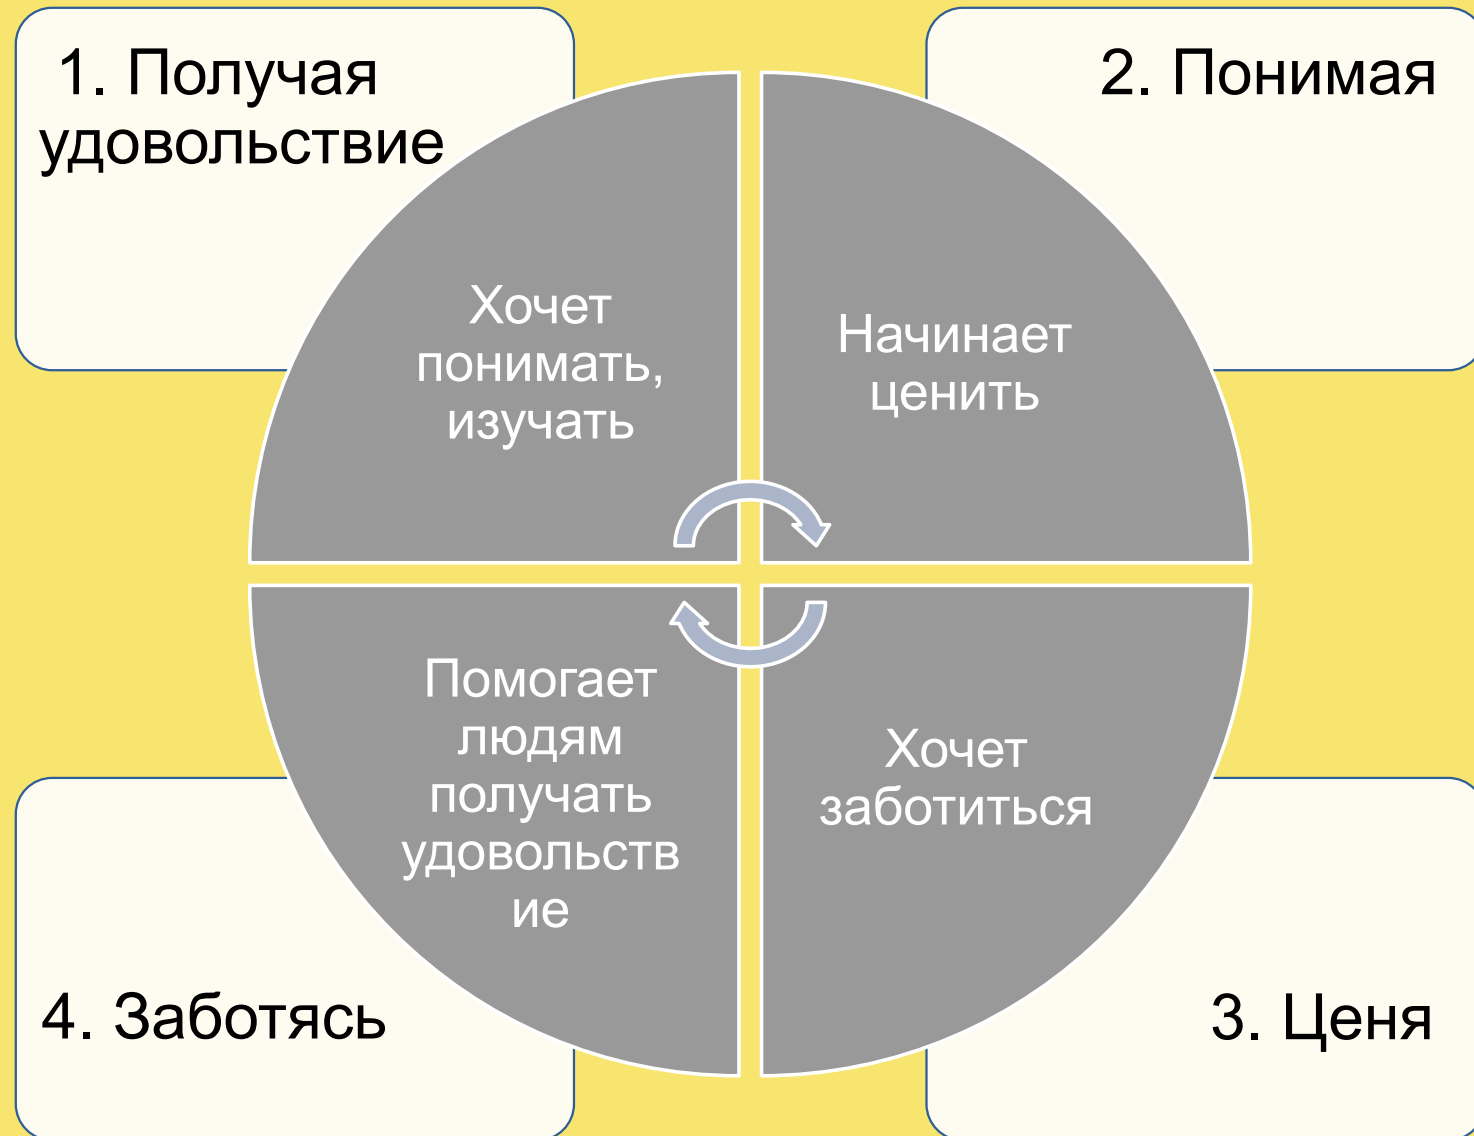 1. Получая
удовольствие
2. Понимая
Хочет
понимать,
изучать
Начинает
ценить
Помогает
людям
получать
удовольств
ие
Хочет
заботиться
4. Заботясь
3. Ценя